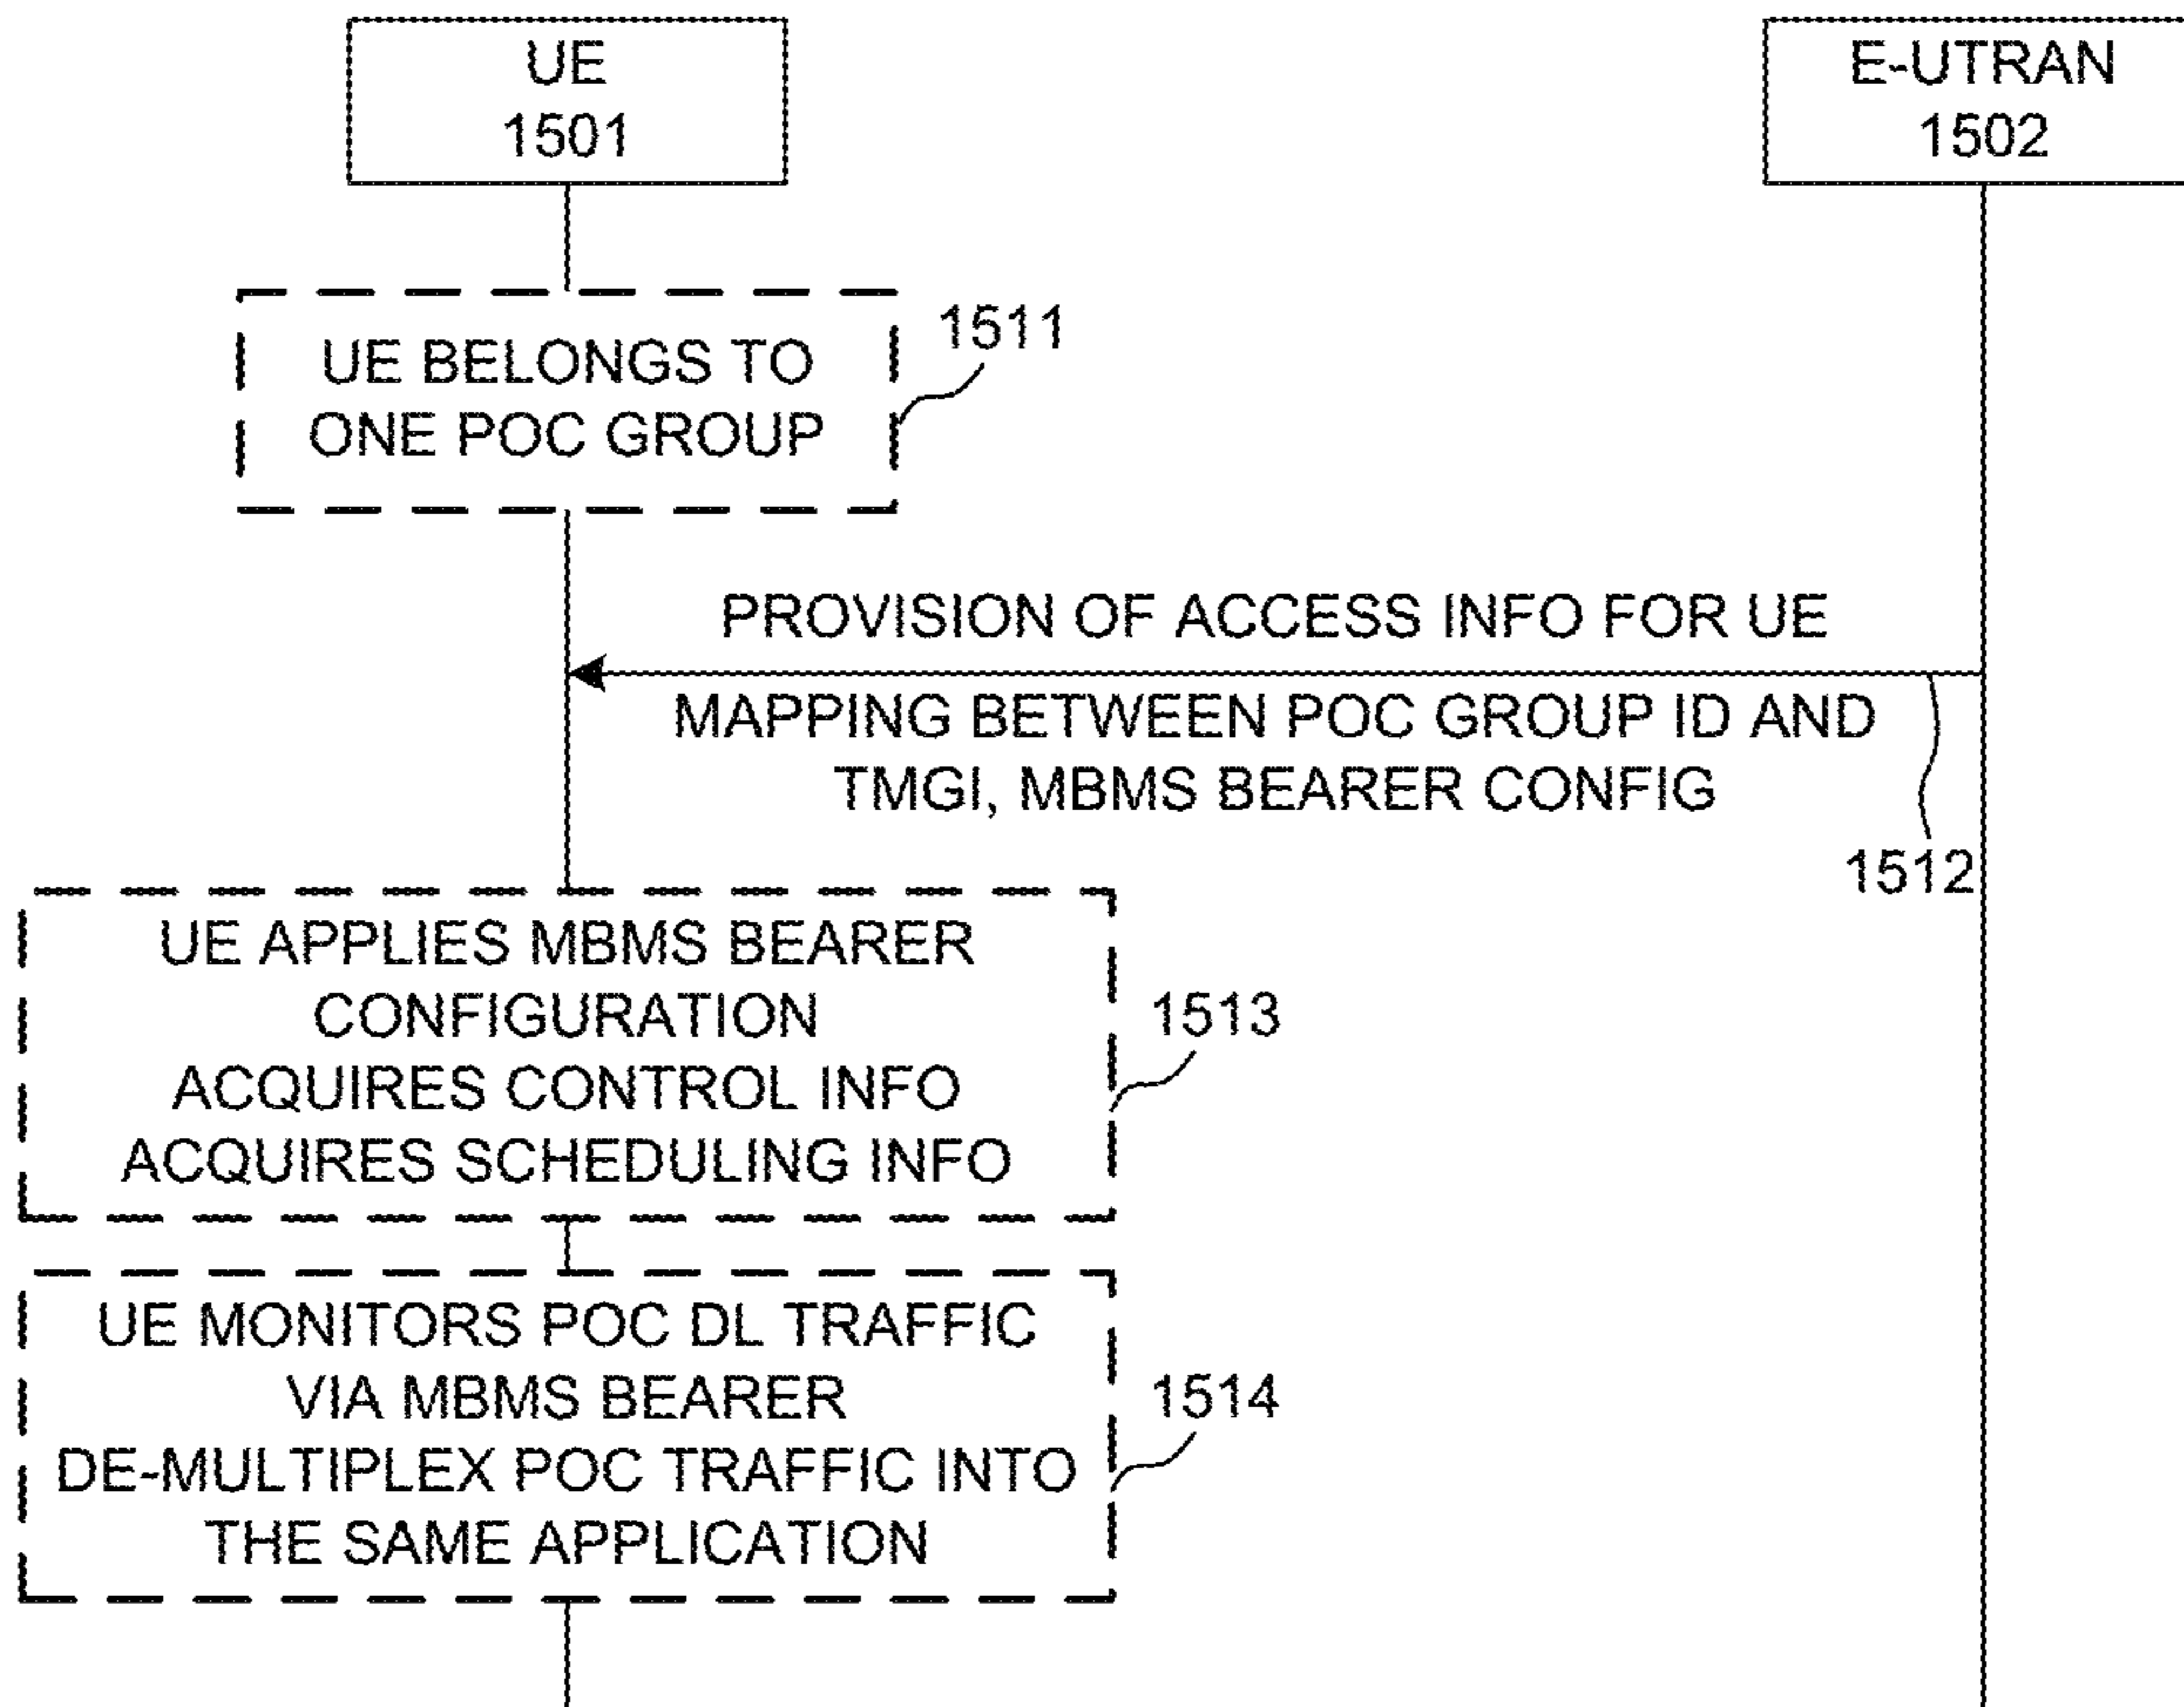 UE
1501
E-UTRAN
1502
UE BELONGS TO
ONE POC GROUP
1511
PROVISION OF ACCESS INFO FOR UE
MAPPING BETWEEN POC GROUP ID AND
TMGI, MBMS BEARER CONFIG
1512
UE APPLIES MBMS BEARER
CONFIGURATION
ACQUIRES CONTROL INFO
ACQUIRES SCHEDULING INFO
1513
UE MONITORS POC DL TRAFFIC
VIA MBMS BEARER
DE-MULTIPLEX POC TRAFFIC INTO
THE SAME APPLICATION
1514